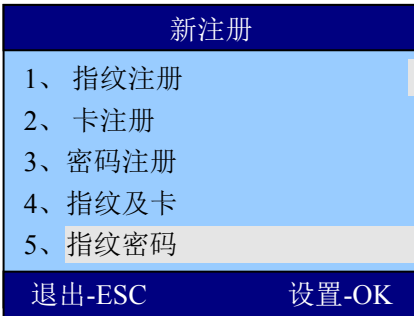 新注册
1、 指纹注册
2、 卡注册
3、密码注册
4、指纹及卡
5、指纹密码
退出-ESC 设置-OK